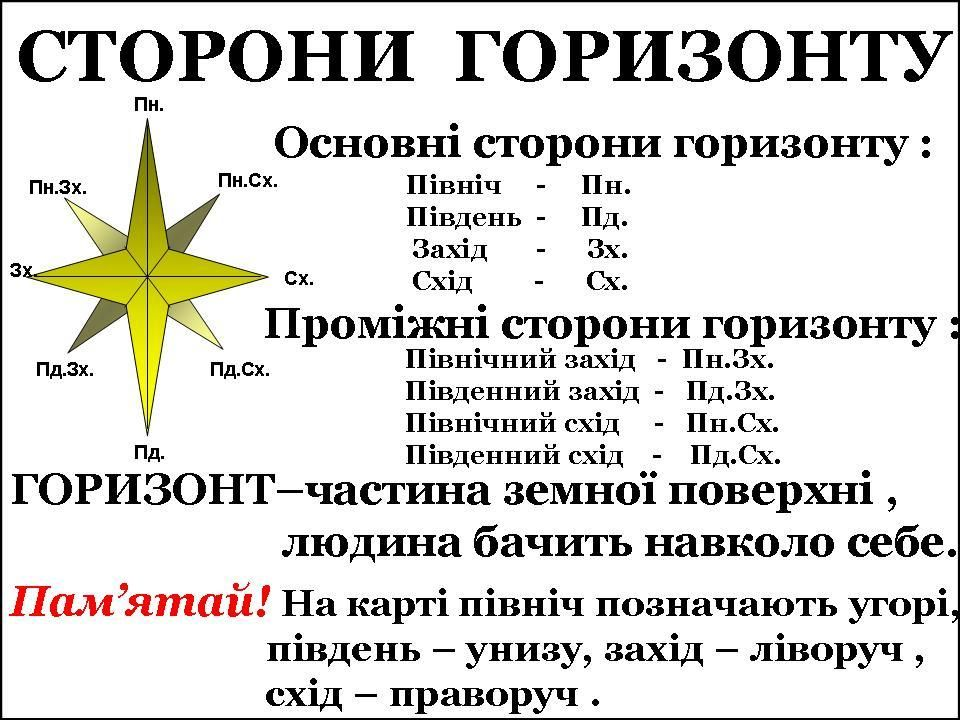 СТОРОНИ ГОРИЗОНТУ
Пн.
Пн.Зх.
Пн.Сх.
Зх.
Сх.
Пд.Зх.
Пд.Сх.
Пд.
Основні сторони горизонту :
Північ - Пн.
Південь - Пд.
Захід - Зх.
Схід - Сх.
Проміжні сторони горизонту :
Північний захід - Пн.Зх.
Південний захід - Пд.Зх.
Північний схід - Пн.Сх.
Південний схід - Пд.Сх.
ГОРИЗОНТ–частина земної поверхні ,
людина бачить навколо себе.
Пам’ятай! На карті північ позначають угорі,
південь – унизу, захід – ліворуч ,
схід – праворуч .